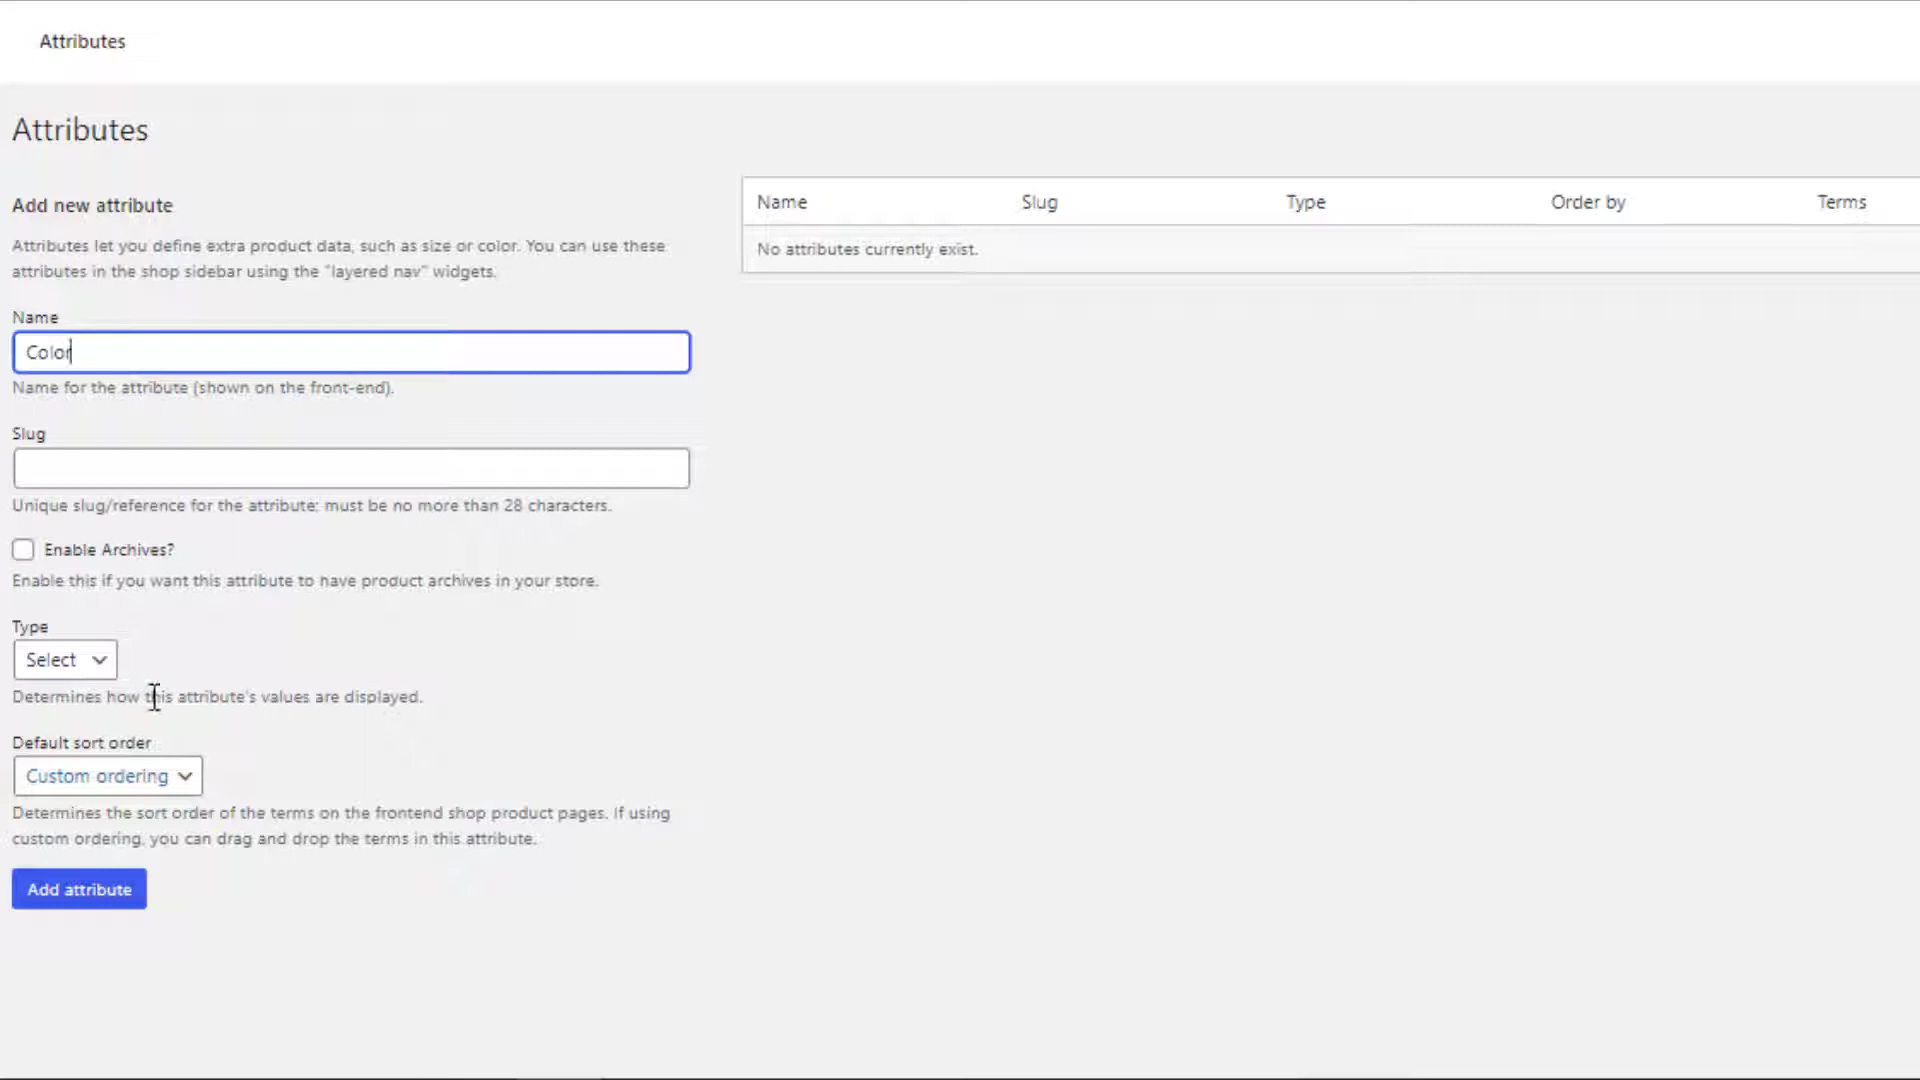 Attributes
Attributes
Add new attribute
Attributes let you define extra product data, such as size or color. You can use these
attributes in the shop sidebar using the "layered nav" widgets.
Name
Color
Name for the attribute (shown on the front-end).
Slug
Unique slug/reference for the attribute; must be no more than 28 characters.
Enable Archives?
Enable this if you want this attribute to have product archives in your store.
Type
Select
Determines how this attribute's values are displayed.
Default sort order
Custom ordering
Determines the sort order of the terms on the frontend shop product pages. If using
custom ordering, you can drag and drop the terms in this attribute.
Add attribute
Name Slug Type Order by Terms
No attributes currently exist.